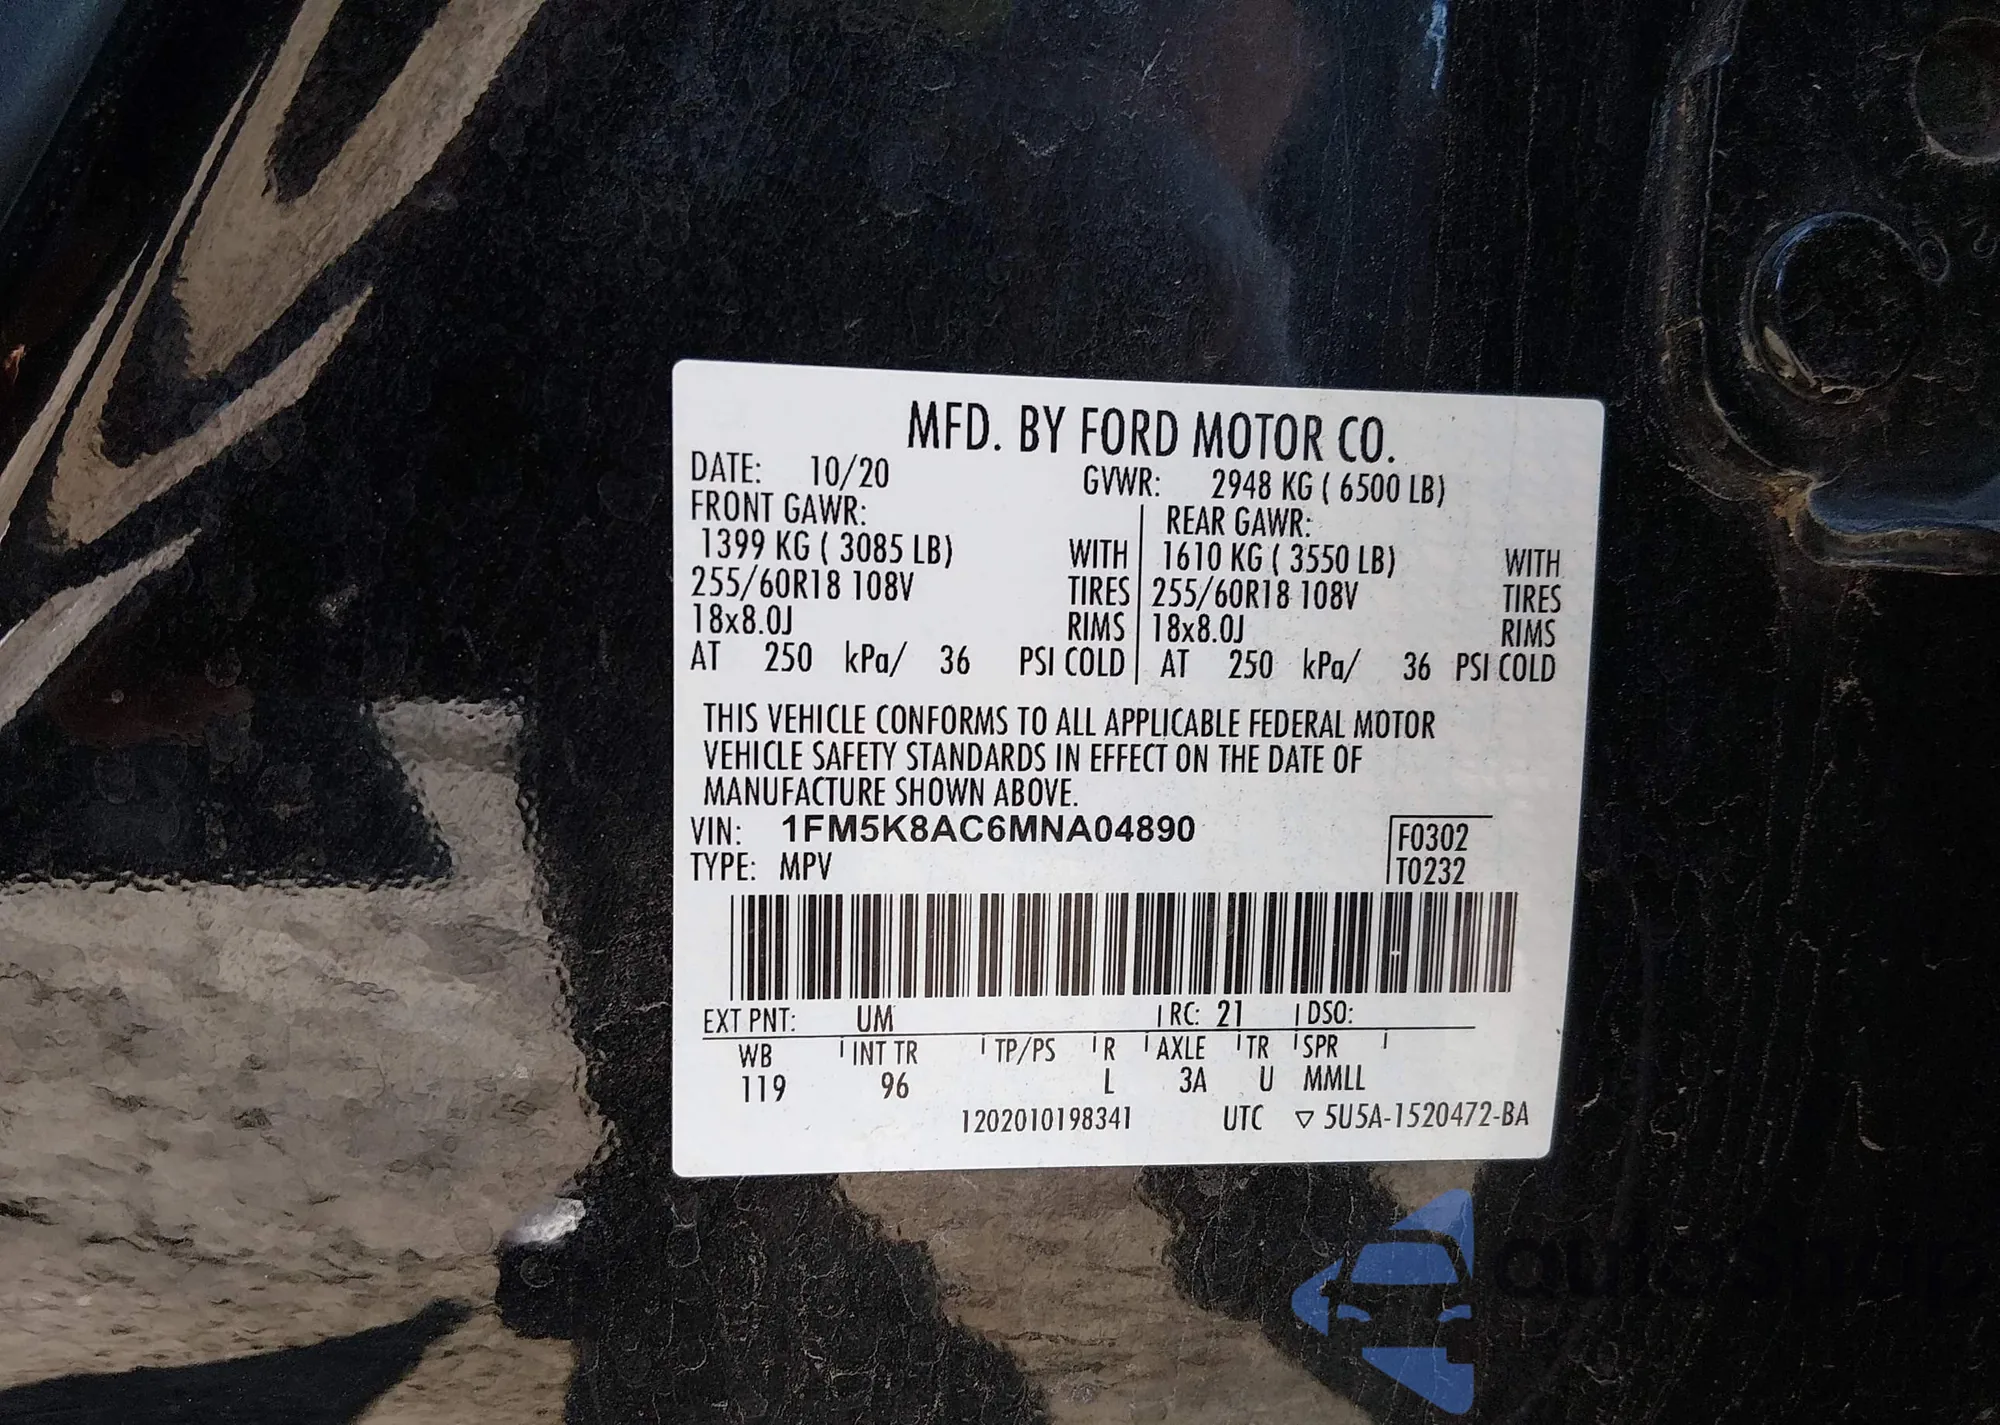 MFD. BY FORD MOTOR CO.
DATE: 10/20 GVWR: 2948 KG ( 6500 LB)
FRONT GAWR: REAR GAWR:
1399 KG ( 3085 LB) WITH 1610 KG ( 3550 LB) WITH
255/60R18 108V TIRES 255/60R18 108V TIRES
18x8.0J RIMS 18x8.0J RIMS
AT 250 kPa/ 36 PSI COLD AT 250 kPa/ 36 PSI COLD
THIS VEHICLE CONFORMS TO ALL APPLICABLE FEDERAL MOTOR
VEHICLE SAFETY STANDARDS IN EFFECT ON THE DATE OF
MANUFACTURE SHOWN ABOVE.
VIN: 1FM5K8AC6MNA04890 F0302
TYPE: MPV T0232
EXT PNT: UM RC: 21 DSO:
WB INT TR TP/PS R AXLE TR SPR
119 96 L 3A U MMLL
1202010198341 UTC ▽ 5U5A-1520472-BA